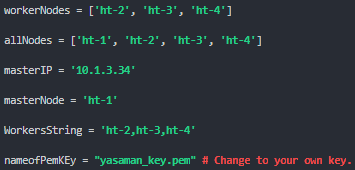 workerNodes = ['ht-2', 'ht-3', 'ht-4']
allNodes = ['ht-1', 'ht-2', 'ht-3', 'ht-4']
masterIP = '10.1.3.34'
masterNode = 'ht-1'
WorkersString = 'ht-2,ht-3,ht-4'
nameofPemKEy = "yasaman_key.pem" # Change to your own key.